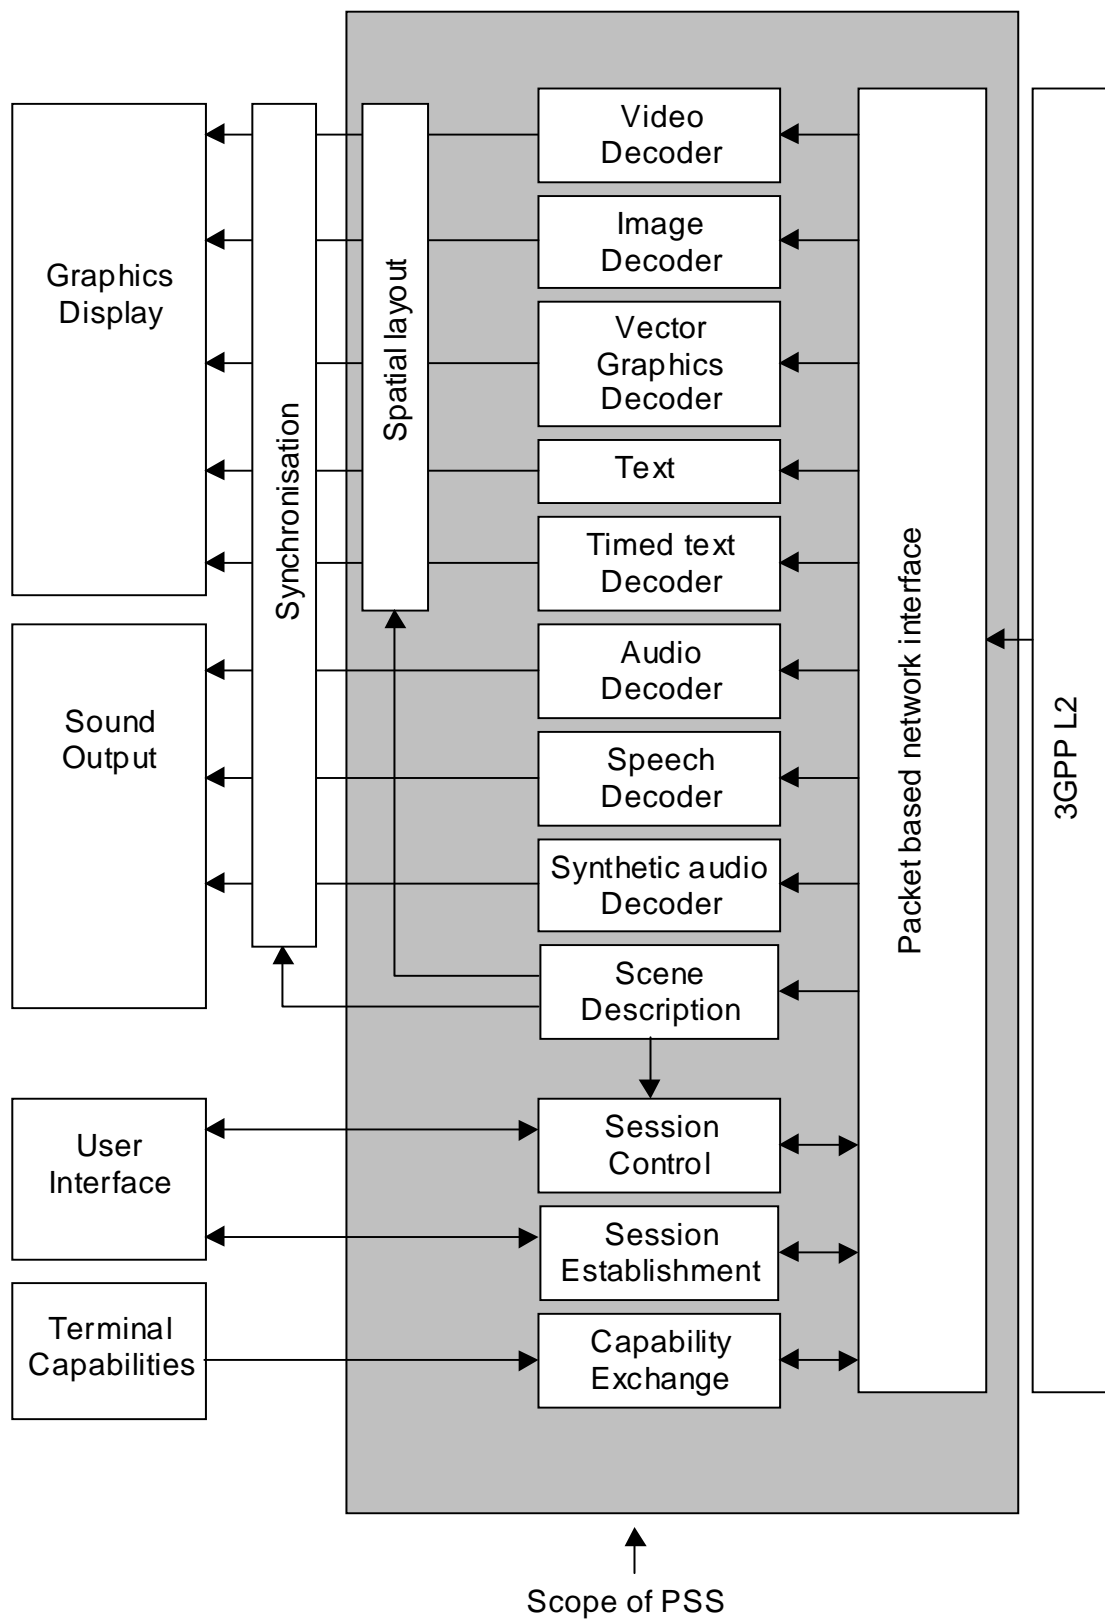 Video
Decoder
Image
Decoder
Graphics
Display
Spatial layout
Vector
Graphics
Decoder
Synchronisation
Text
Timed text
Decoder
Packet based network interface
3GPP L2
Sound
Output
Audio
Decoder
Speech
Decoder
Synthetic audio
Decoder
Scene
Description
User
Interface
Session
Control
Session
Establishment
Terminal
Capabilities
Capability
Exchange
Scope of PSS